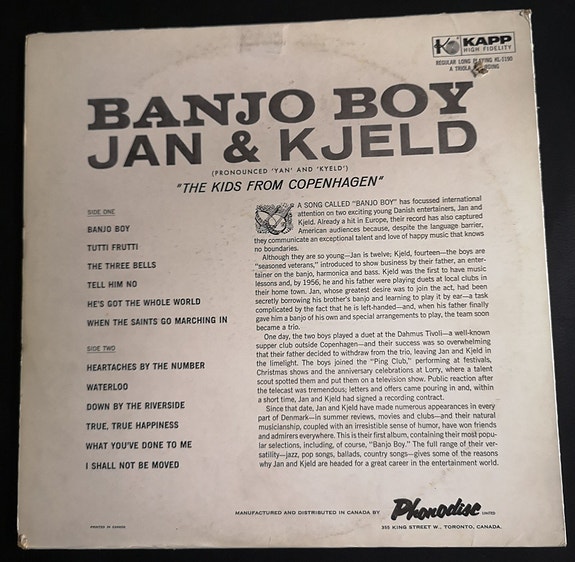 KAPP
HIGH FIDELITY
REGULAR LONG PLAYING KL-1190
A TRIOLA RECORDING
BANJO BOY
JAN & KJELD
(PRONOUNCED 'YAN' AND 'KYELD')
"THE KIDS FROM COPENHAGEN"
SIDE ONE
BANJO BOY
TUTTI FRUTTI
THE THREE BELLS
TELL HIM NO
HE'S GOT THE WHOLE WORLD
WHEN THE SAINTS GO MARCHING IN
SIDE TWO
HEARTACHES BY THE NUMBER
WATERLOO
DOWN BY THE RIVERSIDE
TRUE, TRUE HAPPINESS
WHAT YOU'VE DONE TO ME
I SHALL NOT BE MOVED
A SONG CALLED "BANJO BOY" has focussed international
attention on two exciting young Danish entertainers, Jan and
Kjeld. Already a hit in Europe, their record has also captured
American audiences because, despite the language barrier,
they communicate an exceptional talent and love of happy music that knows
no boundaries.
Although they are so young—Jan is twelve; Kjeld, fourteen—the boys are
"seasoned veterans," introduced to show business by their father, an enter-
tainer on the banjo, harmonica and bass. Kjeld was the first to have music
lessons and, by 1956, he and his father were playing duets at local clubs in
their home town. Jan, whose greatest desire was to join the act, had been
secretly borrowing his brother's banjo and learning to play it by ear—a task
complicated by the fact that he is left-handed—and, when his father finally
gave him a banjo of his own and special arrangements to play, the team soon
became a trio.
One day, the two boys played a duet at the Dahmus Tivoli—a well-known
supper club outside Copenhagen—and their success was so overwhelming
that their father decided to withdraw from the trio, leaving Jan and Kjeld in
the limelight. The boys joined the "Ping Club," performing at festivals,
Christmas shows and the anniversary celebrations at Lorry, where a talent
scout spotted them and put them on a television show. Public reaction after
the telecast was tremendous; letters and offers came pouring in and, within
a short time, Jan and Kjeld had signed a recording contract.
Since that date, Jan and Kjeld have made numerous appearances in every
part of Denmark—in summer reviews, movies and clubs—and their natural
musicianship, coupled with an irresistible sense of humor, have won friends
and admirers everywhere. This is their first album, containing their most popu-
lar selections, including, of course, "Banjo Boy." The full range of their ver-
satility—jazz, pop songs, ballads, country songs—gives some of the reasons
why Jan and Kjeld are headed for a great career in the entertainment world.
MANUFACTURED AND DISTRIBUTED IN CANADA BY Phonodisc LIMITED
355 KING STREET W., TORONTO, CANADA.
PRINTED IN CANADA